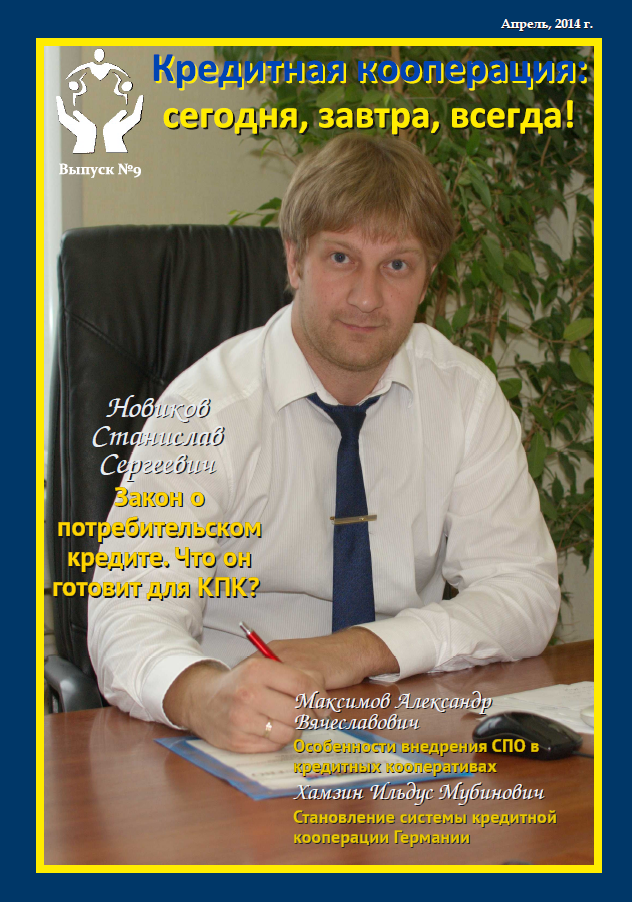 Апрель, 2014 г.
Кредитная кооперация:
сегодня, завтра, всегда!
Выпуск №9
Новиков
Станислав
Сергеевич
Закон о
потребительском
кредите. Что он
готовит для КПК?
Максимов Александр
Вячеславович
Особенности внедрения СПО в
кредитных кооперативах
Хамзин Ильдус Мубинович
Становление системы кредитной
кооперации Германии